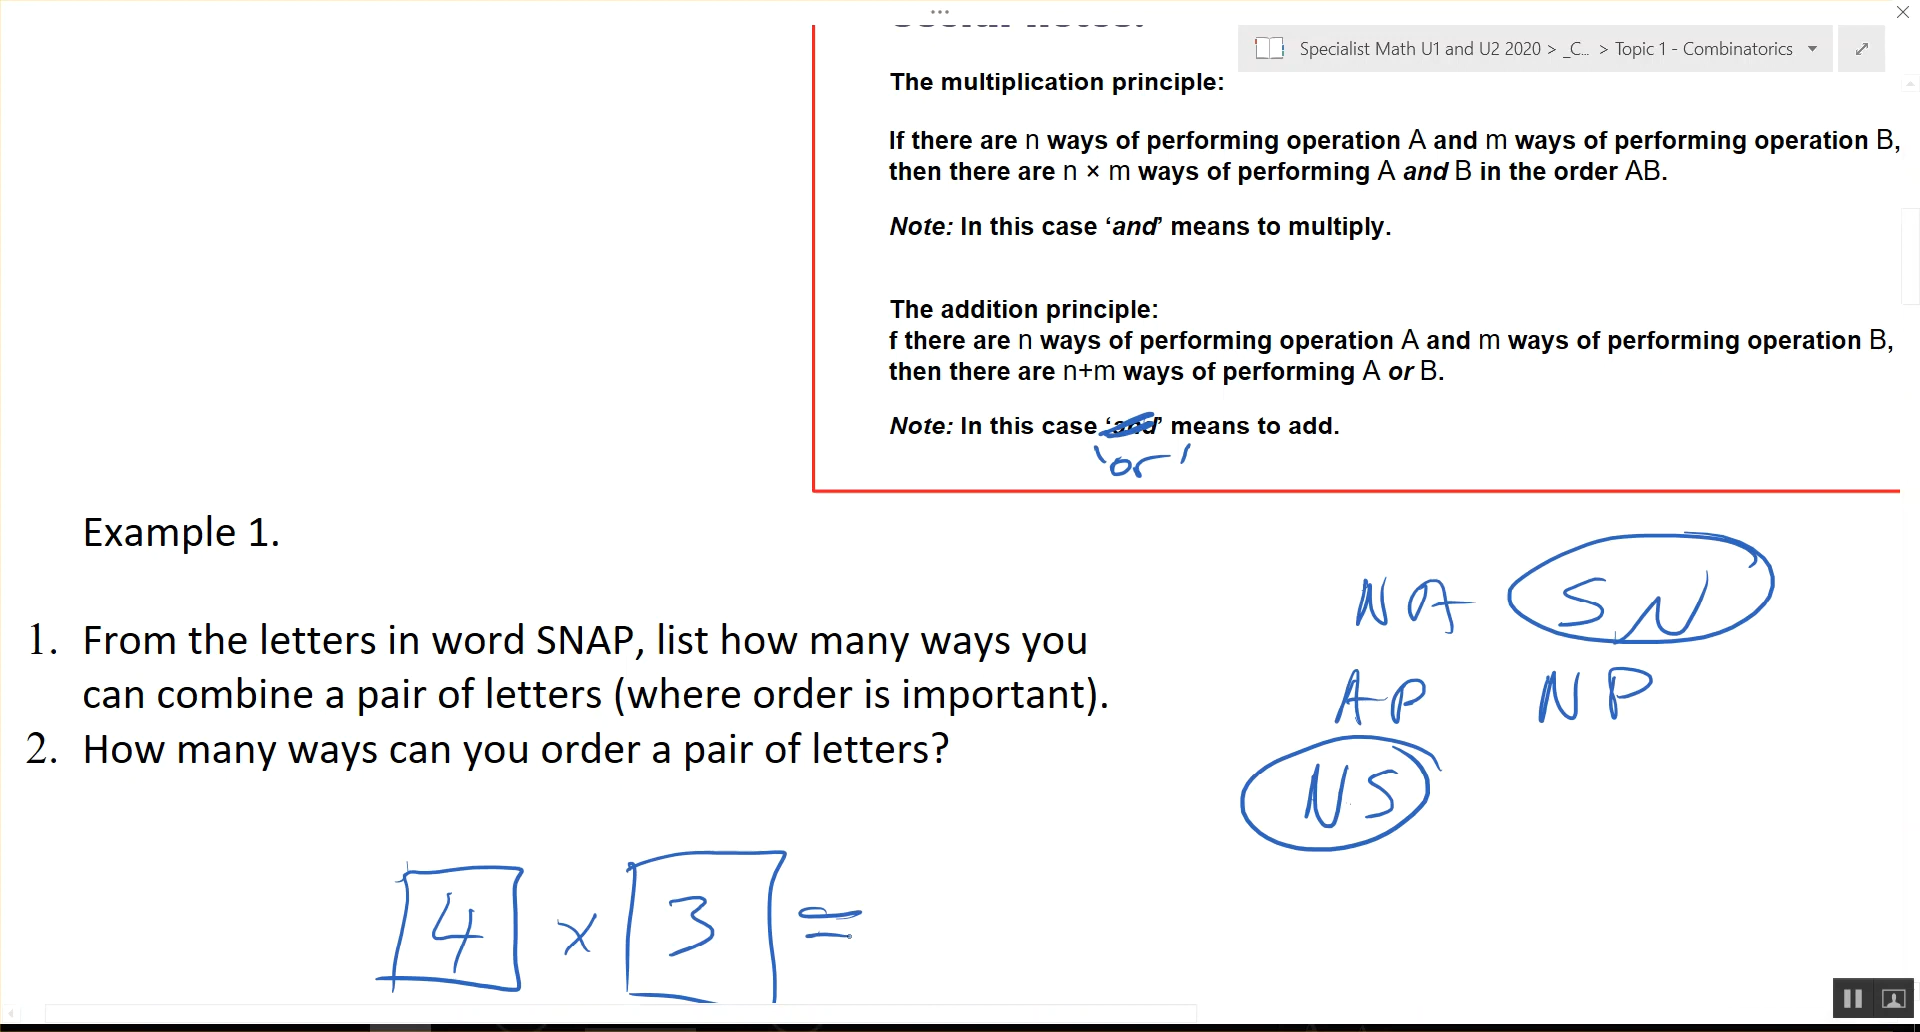 Specialist Math U1 and U2 2020 > _C... > Topic 1 - Combinatorics
The multiplication principle:
If there are n ways of performing operation A and m ways of performing operation B,
then there are n × m ways of performing A and B in the order AB.
Note: In this case ‘and’ means to multiply.
The addition principle:
f there are n ways of performing operation A and m ways of performing operation B,
then there are n+m ways of performing A or B.
Note: In this case ‘and’ means to add.
'or'
Example 1.
1. From the letters in word SNAP, list how many ways you
can combine a pair of letters (where order is important).
2. How many ways can you order a pair of letters?
NA SN
AP NP
NS
4 x 3 =